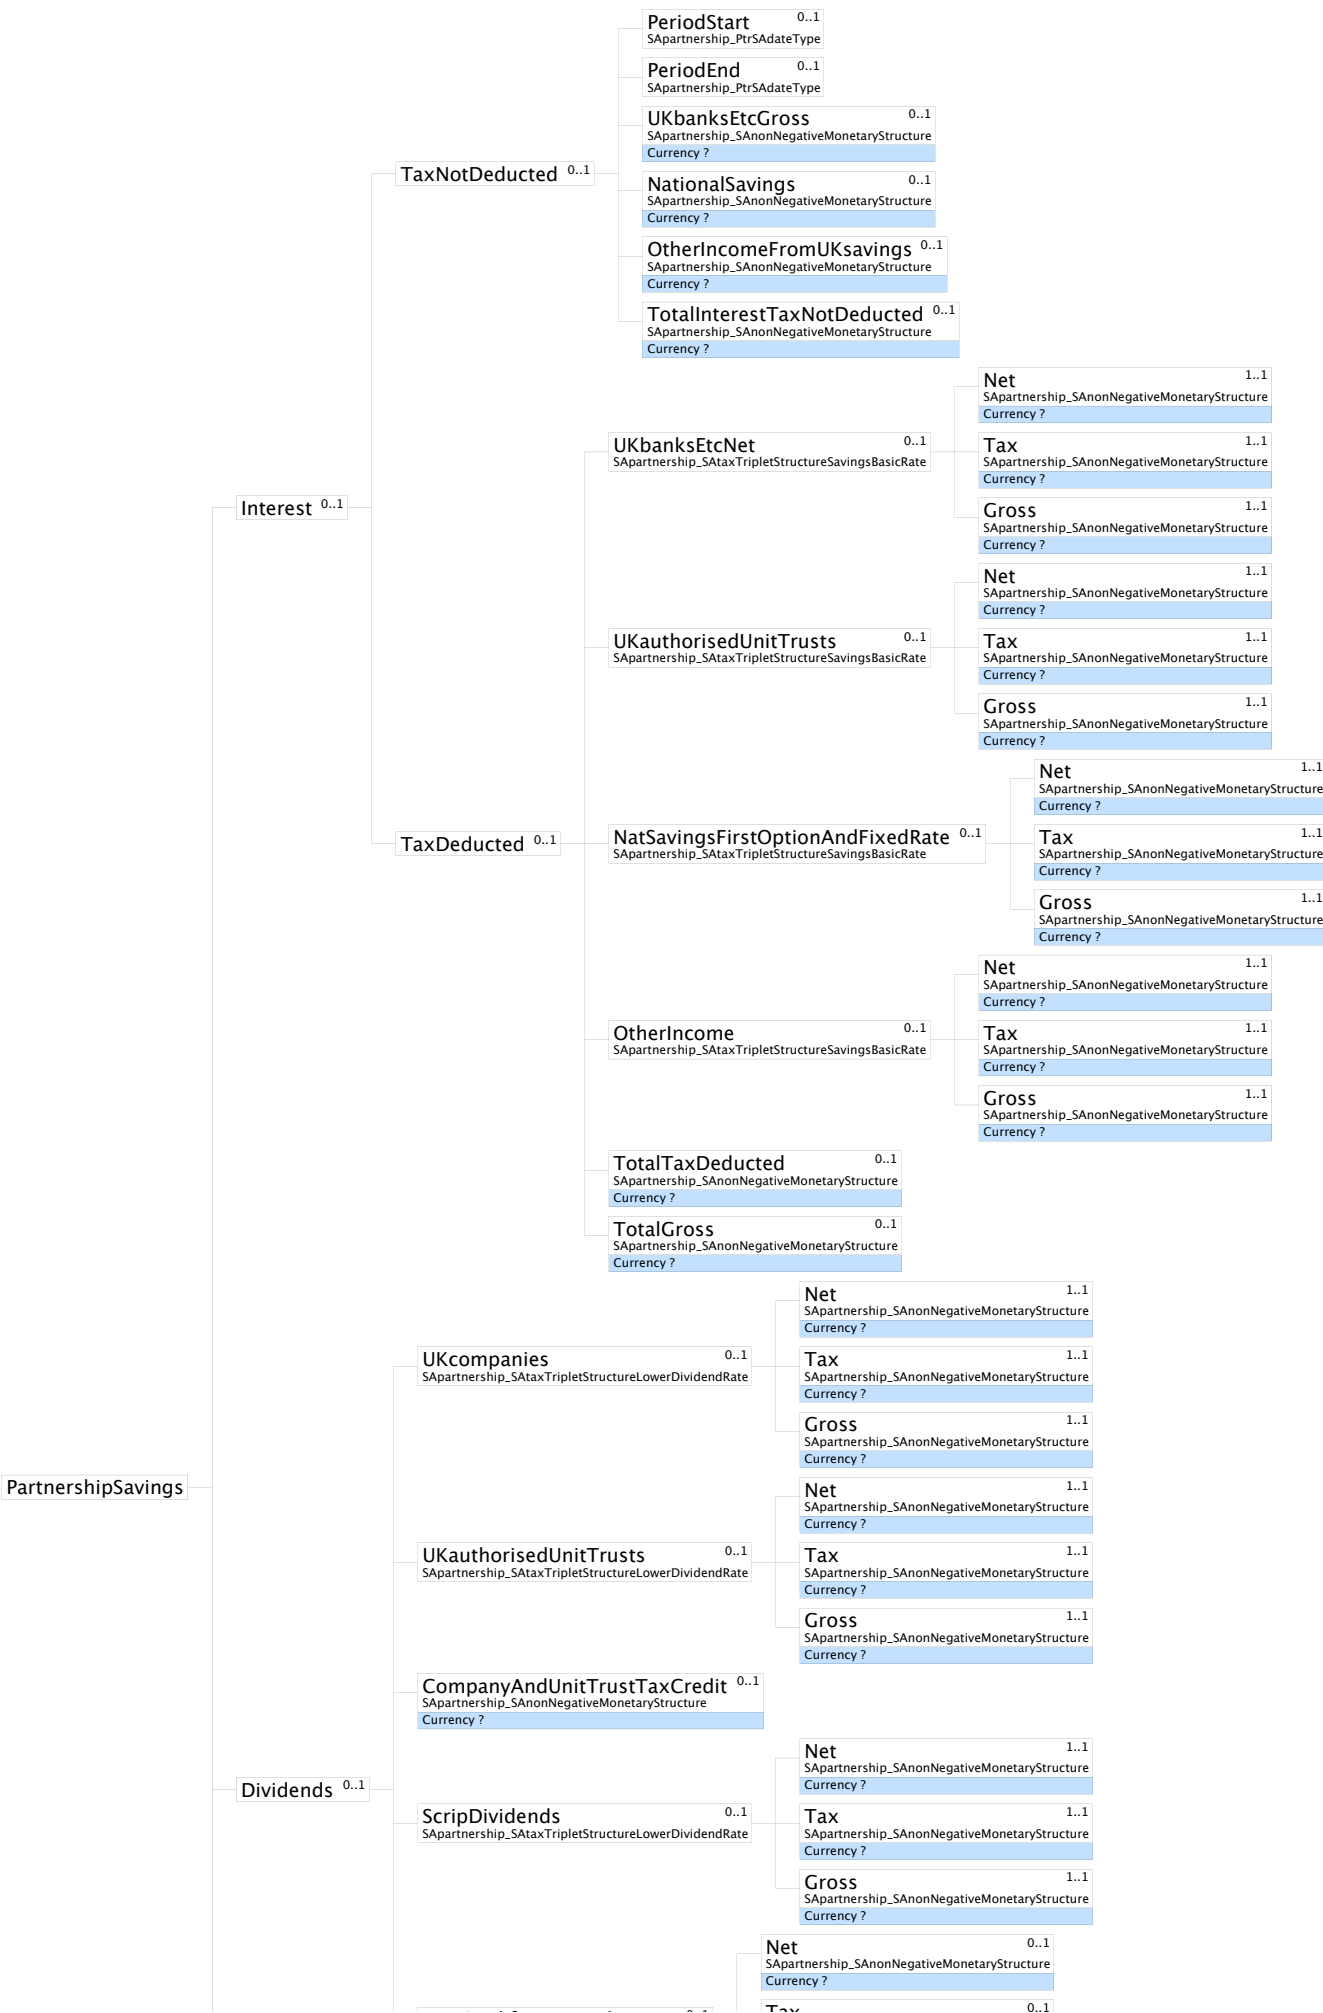 PeriodStart 0..1
SApartnership_PtrSAdateType
PeriodEnd 0..1
SApartnership_PtrSAdateType
UKbanksEtcGross 0..1
SApartnership_SAnonNegativeMonetaryStructure
Currency ?
TaxNotDeducted 0..1
NationalSavings 0..1
SApartnership_SAnonNegativeMonetaryStructure
Currency ?
OtherIncomeFromUKsavings 0..1
SApartnership_SAnonNegativeMonetaryStructure
Currency ?
TotalInterestTaxNotDeducted 0..1
SApartnership_SAnonNegativeMonetaryStructure
Currency ?
Net 1..1
SApartnership_SAnonNegativeMonetaryStructure
Currency ?
UKbanksEtcNet 0..1
SApartnership_SAtaxTripletStructureSavingsBasicRate
Tax 1..1
SApartnership_SAnonNegativeMonetaryStructure
Currency ?
Interest 0..1
Gross 1..1
SApartnership_SAnonNegativeMonetaryStructure
Currency ?
Net 1..1
SApartnership_SAnonNegativeMonetaryStructure
Currency ?
UKauthorisedUnitTrusts 0..1
SApartnership_SAtaxTripletStructureSavingsBasicRate
Tax 1..1
SApartnership_SAnonNegativeMonetaryStructure
Currency ?
Gross 1..1
SApartnership_SAnonNegativeMonetaryStructure
Currency ?
Net 1..1
SApartnership_SAnonNegativeMonetaryStructure
Currency ?
TaxDeducted 0..1
NatSavingsFirstOptionAndFixedRate 0..1
SApartnership_SAtaxTripletStructureSavingsBasicRate
Tax 1..1
SApartnership_SAnonNegativeMonetaryStructure
Currency ?
Gross 1..1
SApartnership_SAnonNegativeMonetaryStructure
Currency ?
Net 1..1
SApartnership_SAnonNegativeMonetaryStructure
Currency ?
OtherIncome 0..1
SApartnership_SAtaxTripletStructureSavingsBasicRate
Tax 1..1
SApartnership_SAnonNegativeMonetaryStructure
Currency ?
Gross 1..1
SApartnership_SAnonNegativeMonetaryStructure
Currency ?
TotalTaxDeducted 0..1
SApartnership_SAnonNegativeMonetaryStructure
Currency ?
TotalGross 0..1
SApartnership_SAnonNegativeMonetaryStructure
Currency ?
Net 1..1
SApartnership_SAnonNegativeMonetaryStructure
Currency ?
UKcompanies 0..1
SApartnership_SAtaxTripletStructureLowerDividendRate
Tax 1..1
SApartnership_SAnonNegativeMonetaryStructure
Currency ?
Gross 1..1
SApartnership_SAnonNegativeMonetaryStructure
Currency ?
PartnershipSavings
Net 1..1
SApartnership_SAnonNegativeMonetaryStructure
Currency ?
UKauthorisedUnitTrusts 0..1
SApartnership_SAtaxTripletStructureLowerDividendRate
Tax 1..1
SApartnership_SAnonNegativeMonetaryStructure
Currency ?
Gross 1..1
SApartnership_SAnonNegativeMonetaryStructure
Currency ?
CompanyAndUnitTrustTaxCredit 0..1
SApartnership_SAnonNegativeMonetaryStructure
Currency ?
Dividends 0..1
Net 1..1
SApartnership_SAnonNegativeMonetaryStructure
Currency ?
ScripDividends 0..1
SApartnership_SAtaxTripletStructureLowerDividendRate
Tax 1..1
SApartnership_SAnonNegativeMonetaryStructure
Currency ?
Gross 1..1
SApartnership_SAnonNegativeMonetaryStructure
Currency ?
Net 0..1
SApartnership_SAnonNegativeMonetaryStructure
Currency ?
Tax 0..1